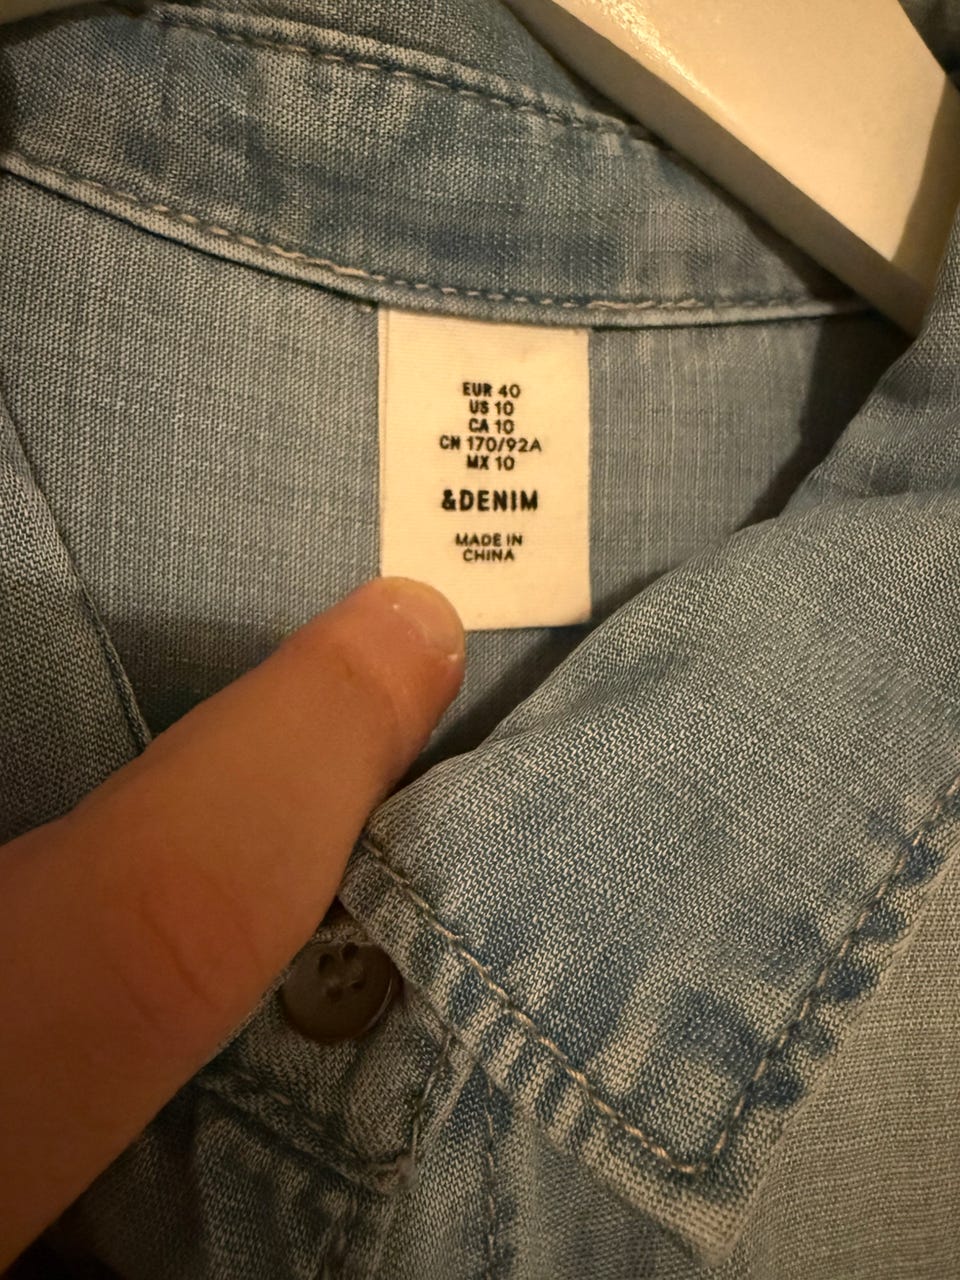 EUR 40
US 10
CA 10
CN 170/92A
MX 10
&DENIM
MADE IN
CHINA